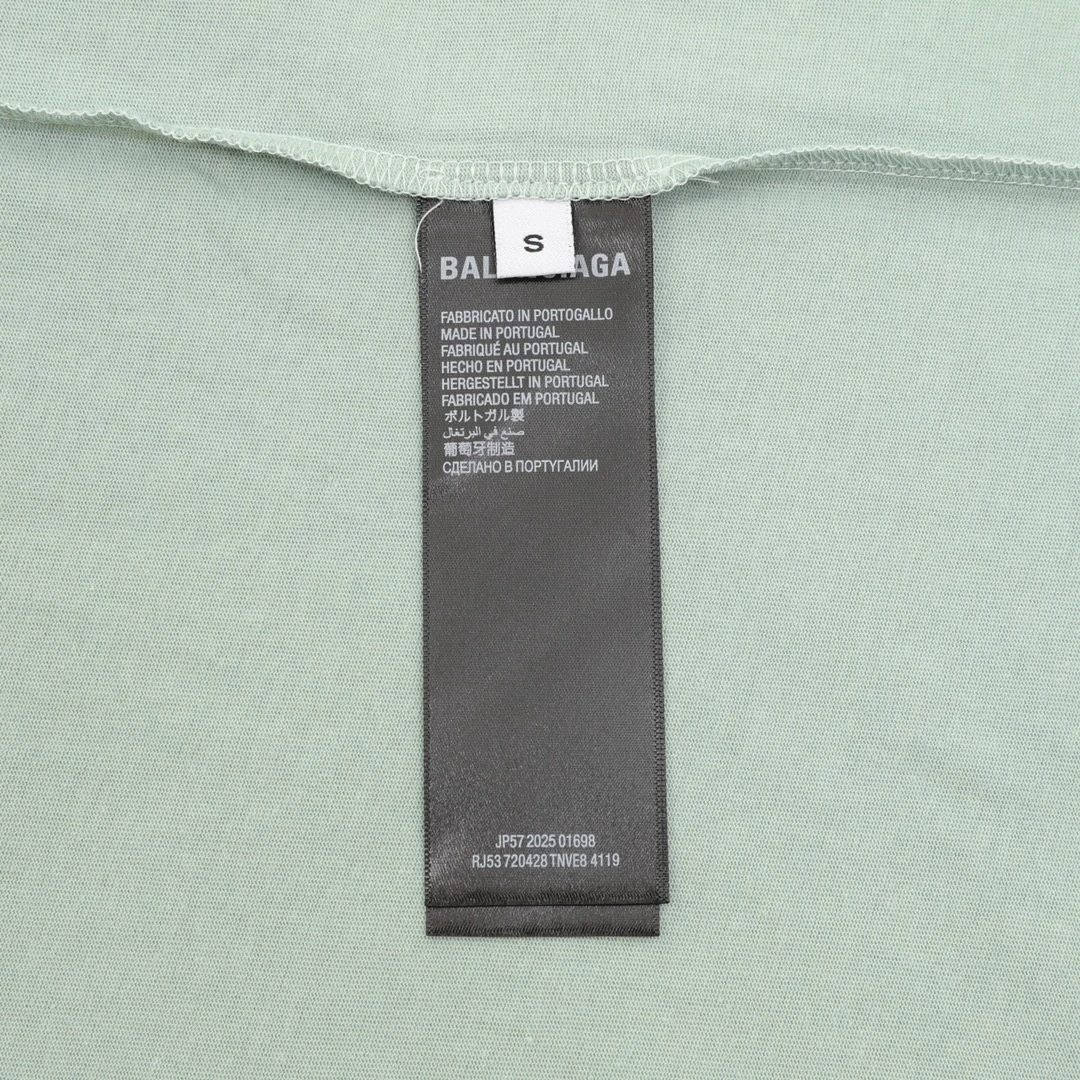 S
BALENCIAGA
FABBRICATO IN PORTOGALLO
MADE IN PORTUGAL
FABRIQUÉ AU PORTUGAL
HECHO EN PORTUGAL
HERGESTELLT IN PORTUGAL
FABRICADO EM PORTUGAL
ポルトガル製
صنع في البرتغال
葡萄牙制造
СДЕЛАНО В ПОРТУГАЛИИ
JP57 2025 01698
RJ53 720428 TNVE8 4119